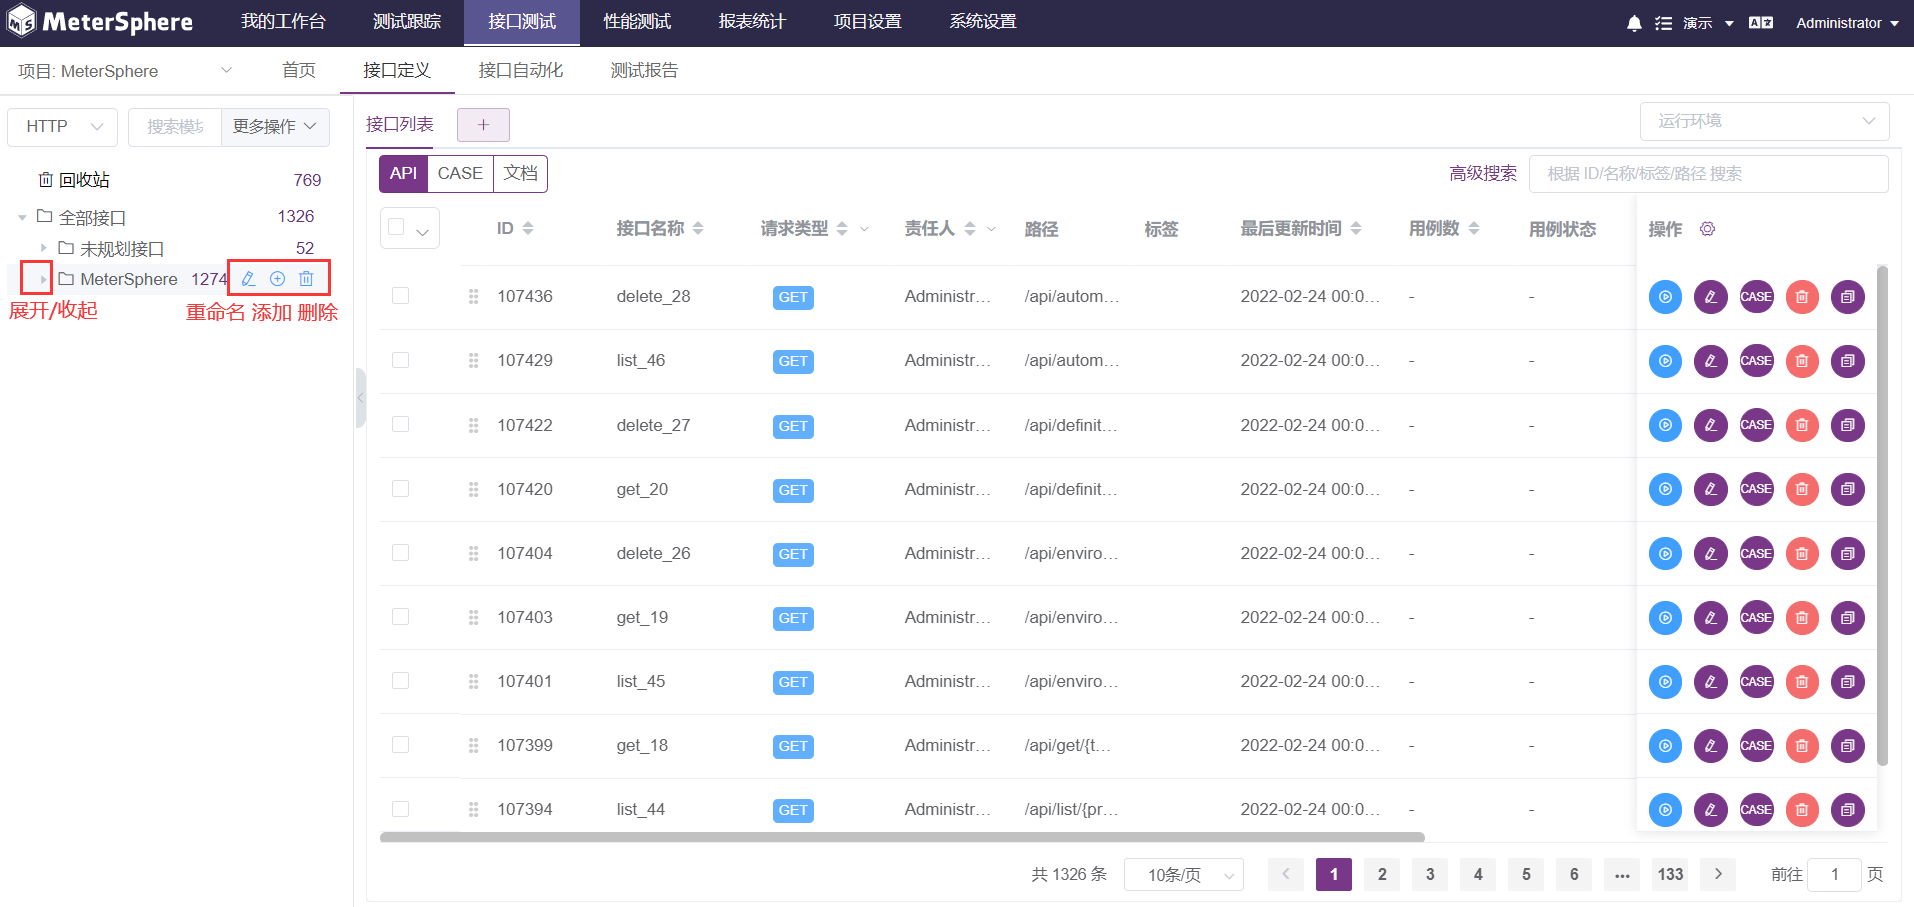 MeterSphere 我的工作台 测试跟踪 接口测试 性能测试 报表统计 项目设置 系统设置 演示 Administrator
项目: MeterSphere 首页 接口定义 接口自动化 测试报告
HTTP 搜索模块 更多操作
回收站 769
全部接口 1326
未规划接口 52
MeterSphere 1274
展开/收起 重命名 添加 删除
接口列表 + 运行环境
API CASE 文档 高级搜索 根据 ID/名称/标签/路径 搜索
ID 接口名称 请求类型 责任人 路径 标签 最后更新时间 用例数 用例状态 操作
107436 delete_28 GET Administr... /api/autom... 2022-02-24 00:0... - - CASE
107429 list_46 GET Administr... /api/autom... 2022-02-24 00:0... - - CASE
107422 delete_27 GET Administr... /api/definit... 2022-02-24 00:0... - - CASE
107420 get_20 GET Administr... /api/definit... 2022-02-24 00:0... - - CASE
107404 delete_26 GET Administr... /api/enviro... 2022-02-24 00:0... - - CASE
107403 get_19 GET Administr... /api/enviro... 2022-02-24 00:0... - - CASE
107401 list_45 GET Administr... /api/enviro... 2022-02-24 00:0... - - CASE
107399 get_18 GET Administr... /api/get/{t... 2022-02-24 00:0... - - CASE
107394 list_44 GET Administr... /api/list/{pr... 2022-02-24 00:0... - - CASE
共 1326 条 10条/页 < 1 2 3 4 5 6 ... 133 > 前往 1 页